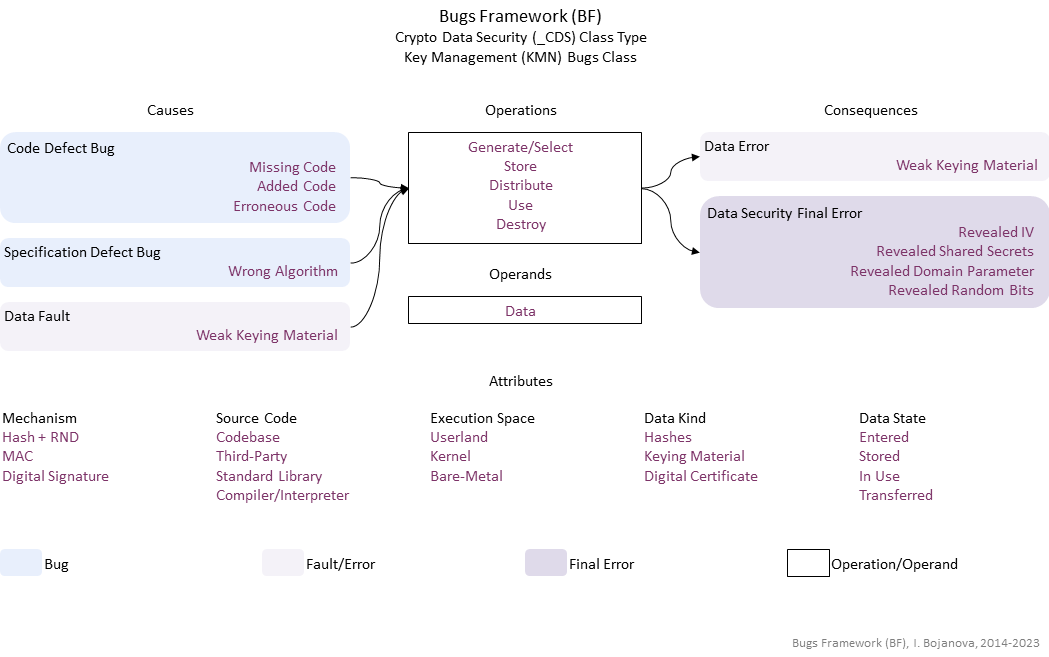 Bugs Framework (BF)
Crypto Data Security (_CDS) Class Type
Key Management (KMN) Bugs Class
Causes
Code Defect Bug
Missing Code
Added Code
Erroneous Code
Specification Defect Bug
Wrong Algorithm
Data Fault
Weak Keying Material
Operations
Generate/Select
Store
Distribute
Use
Destroy
Operands
Data
Consequences
Data Error
Weak Keying Material
Data Security Final Error
Revealed IV
Revealed Shared Secrets
Revealed Domain Parameter
Revealed Random Bits
Attributes
Mechanism
Hash + RND
MAC
Digital Signature
Source Code
Codebase
Third-Party
Standard Library
Compiler/Interpreter
Execution Space
Userland
Kernel
Bare-Metal
Data Kind
Hashes
Keying Material
Digital Certificate
Data State
Entered
Stored
In Use
Transferred
Bug
Fault/Error
Final Error
Operation/Operand
Bugs Framework (BF), I. Bojanova, 2014-2023